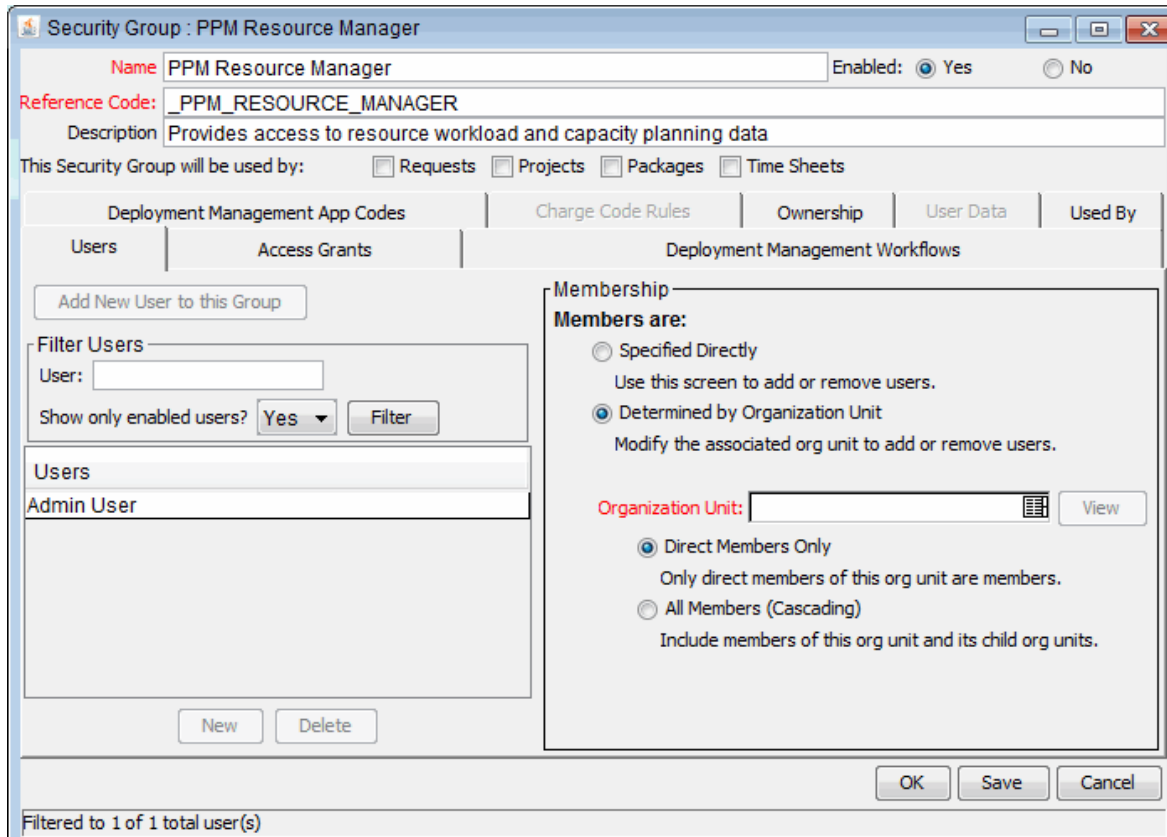 Security Group : PPM Resource Manager
Name PPM Resource Manager Enabled: Yes No
Reference Code: _PPM_RESOURCE_MANAGER
Description Provides access to resource workload and capacity planning data
This Security Group will be used by: Requests Projects Packages Time Sheets
Deployment Management App Codes Charge Code Rules Ownership User Data Used By
Users Access Grants Deployment Management Workflows
Add New User to this Group
Filter Users
User:
Show only enabled users? Yes Filter
Users
Admin User
New Delete
Membership
Members are:
Specified Directly
Use this screen to add or remove users.
Determined by Organization Unit
Modify the associated org unit to add or remove users.
Organization Unit: View
Direct Members Only
Only direct members of this org unit are members.
All Members (Cascading)
Include members of this org unit and its child org units.
OK Save Cancel
Filtered to 1 of 1 total user(s)